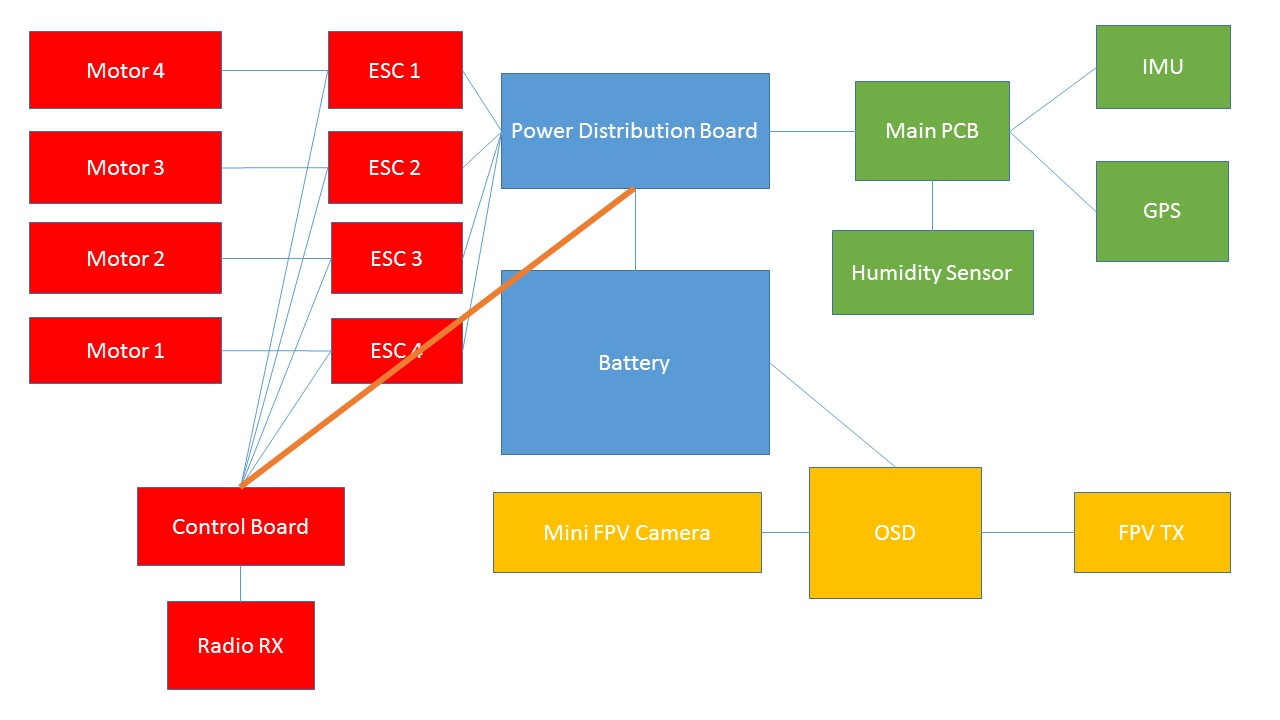 Motor 4
ESC 1
Power Distribution Board
Main PCB
IMU
Motor 3
ESC 2
GPS
Motor 2
ESC 3
Humidity Sensor
Motor 1
ESC 4
Battery
Control Board
Mini FPV Camera
OSD
FPV TX
Radio RX